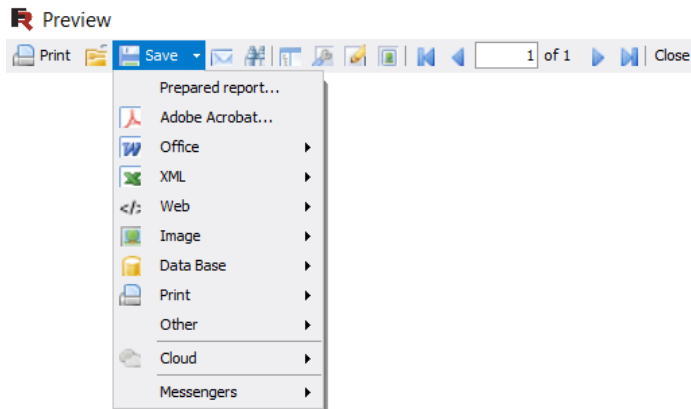 Preview
Print Save 1 of 1 Close
Prepared report...
Adobe Acrobat...
Office
XML
Web
Image
Data Base
Print
Other
Cloud
Messengers